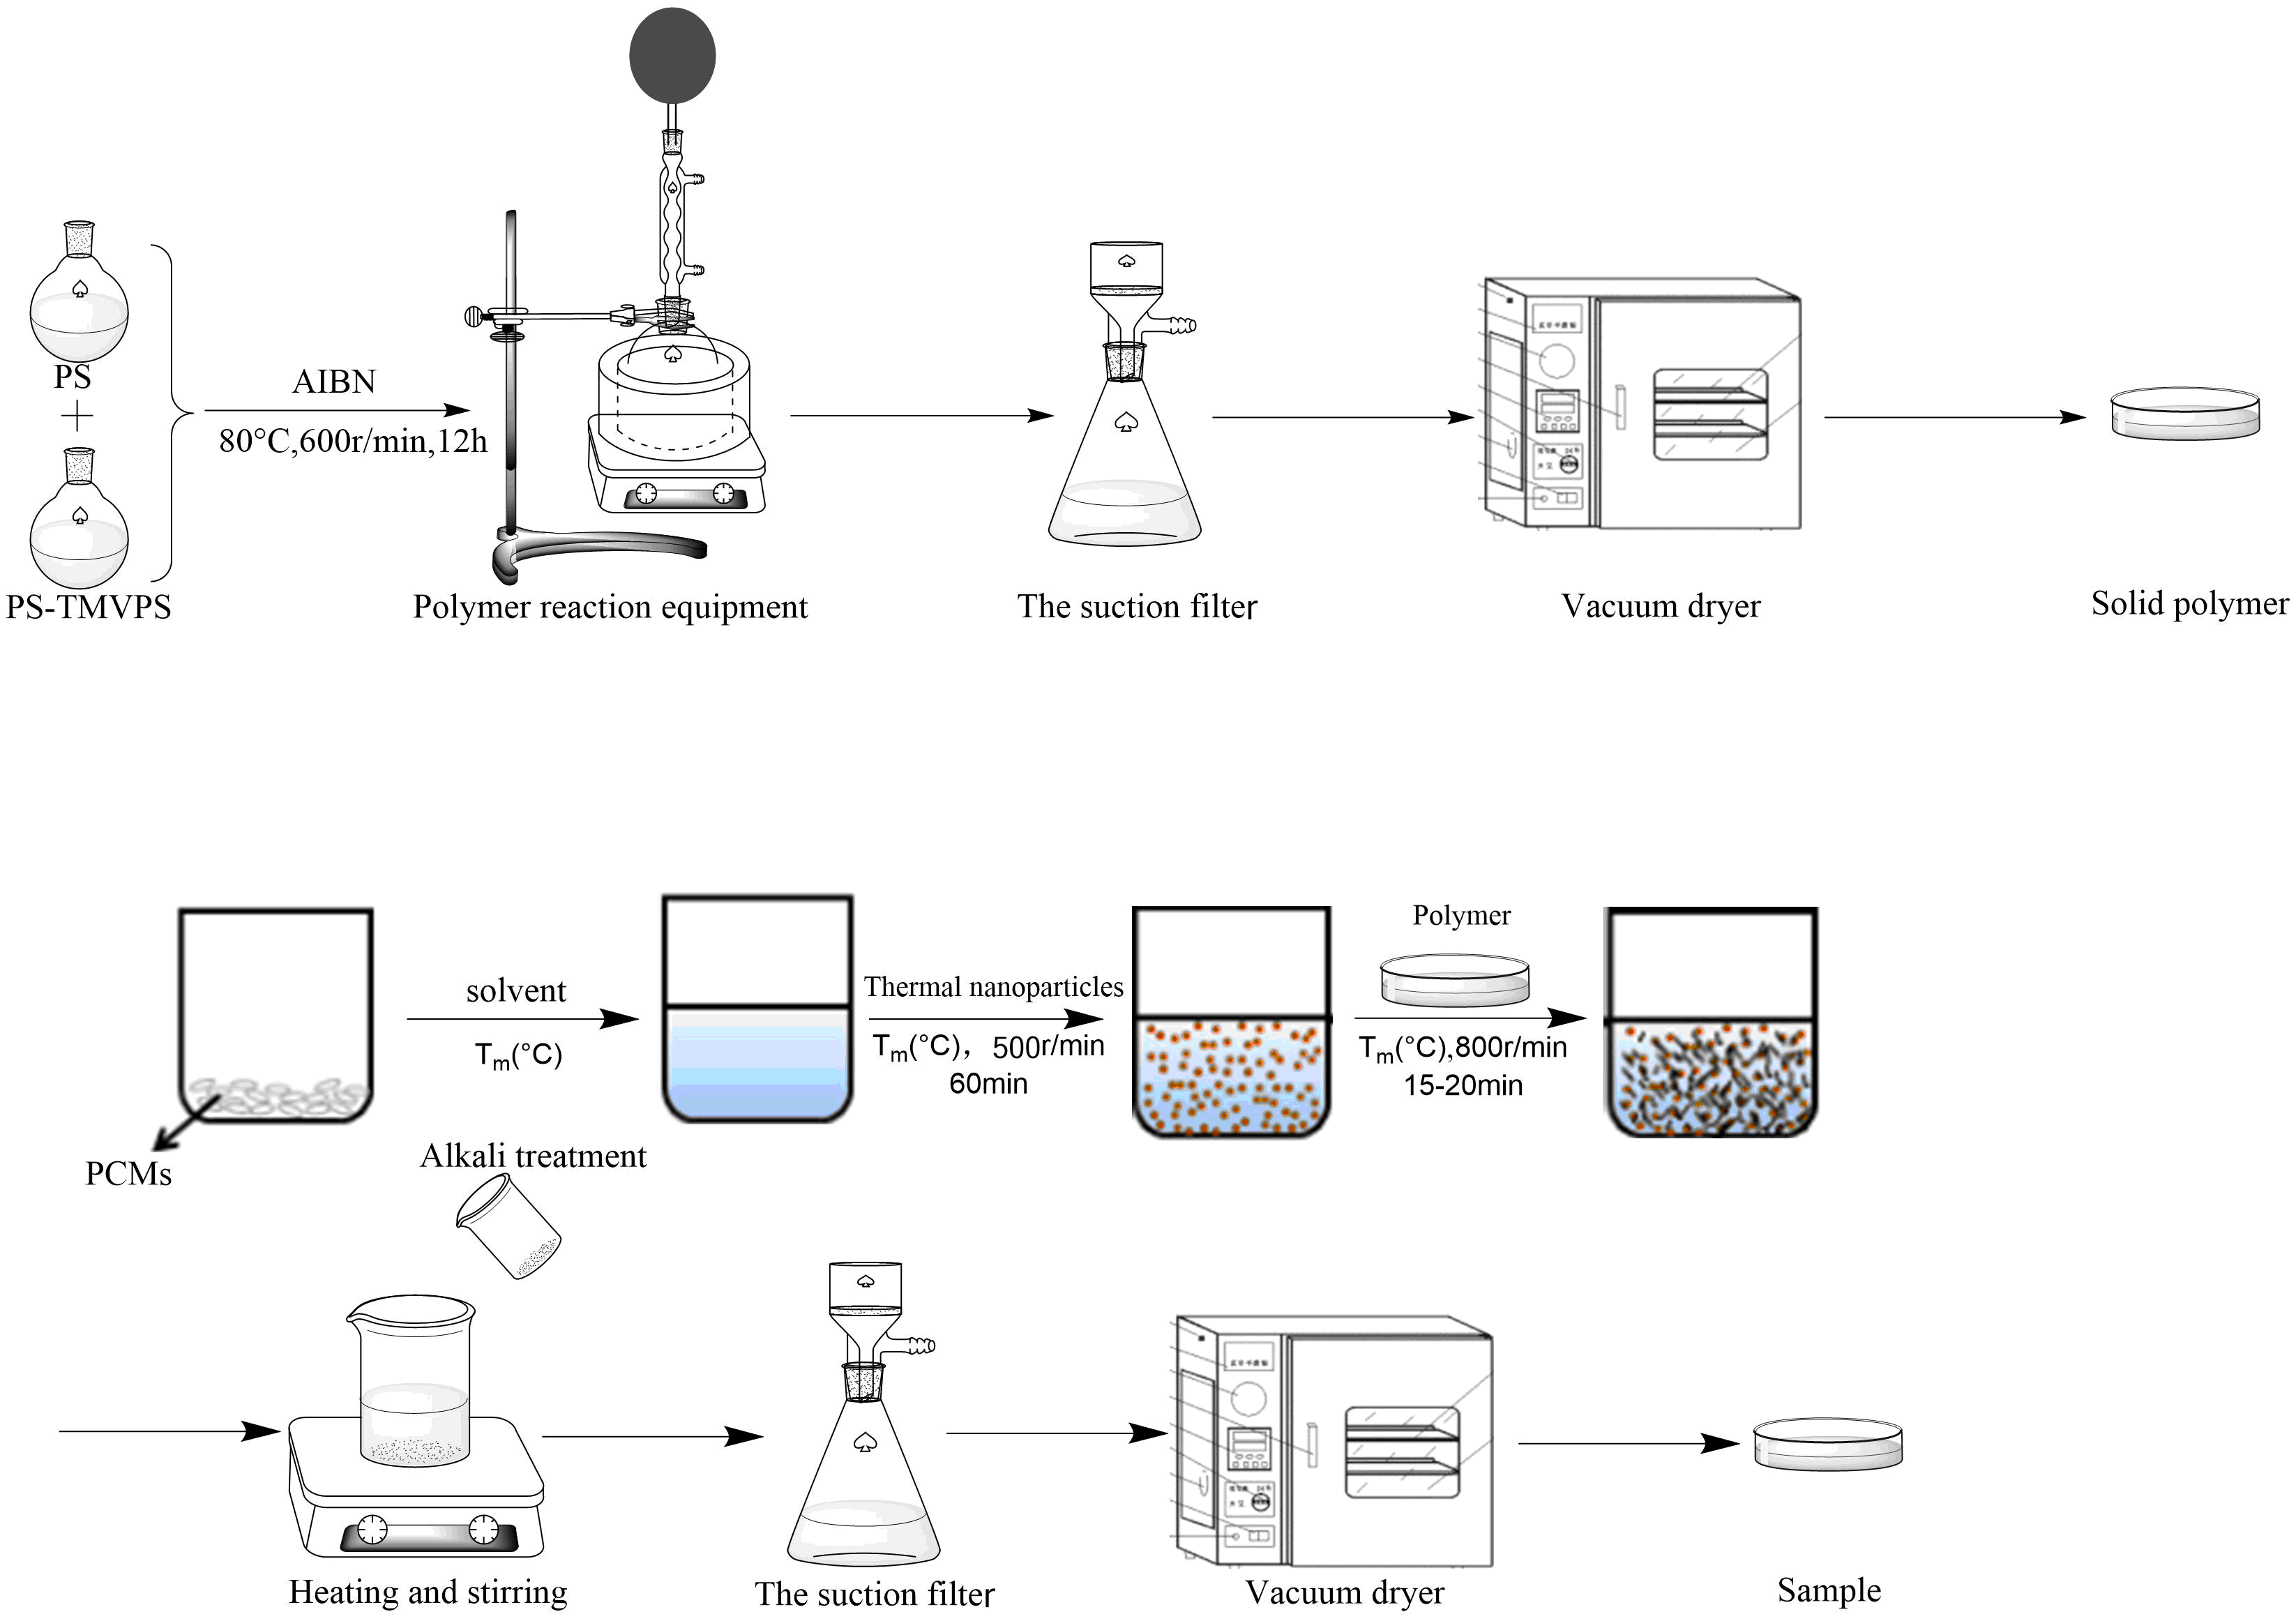 PS
+
PS-TMVPS
AIBN
80°C,600r/min,12h
Polymer reaction equipment
The suction filter
Vacuum dryer
Solid polymer
PCMs
solvent
Tm(°C)
Thermal nanoparticles
Tm(°C), 500r/min
60min
Polymer
Tm(°C),800r/min
15-20min
Alkali treatment
Heating and stirring
The suction filter
Vacuum dryer
Sample